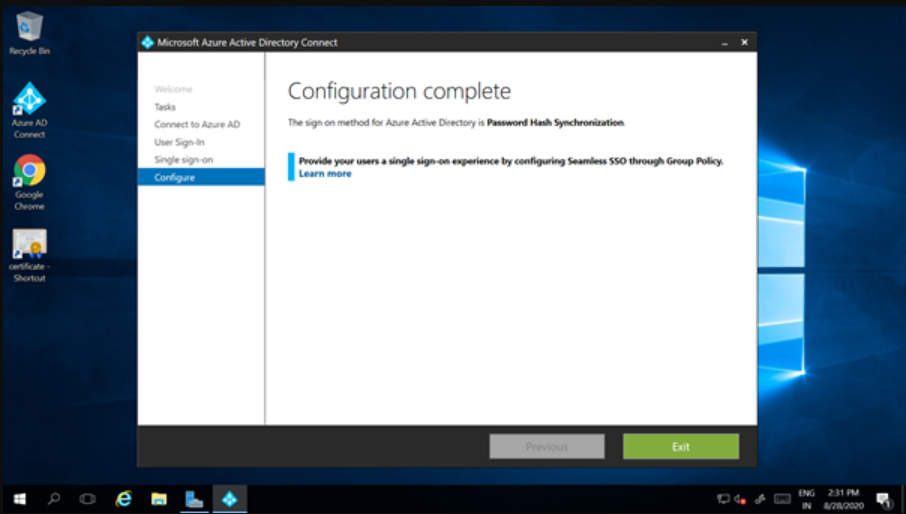 Recycle Bin
Azure AD
Connect
Google
Chrome
certificate -
Shortcut
Microsoft Azure Active Directory Connect
Welcome
Tasks
Connect to Azure AD
User Sign-In
Single sign-on
Configure
Configuration complete
The sign on method for Azure Active Directory is Password Hash Synchronization.
Provide your users a single sign-on experience by configuring Seamless SSO through Group Policy.
Learn more
Previous
Exit
ENG
IN
2:31 PM
8/28/2020
1